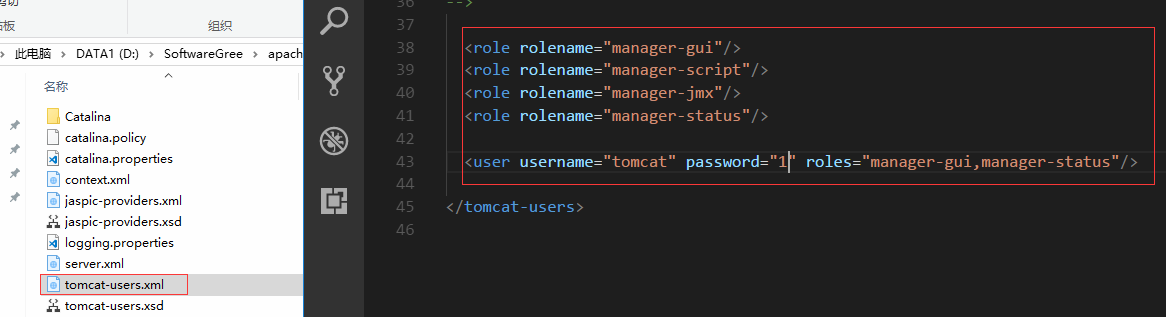 组织
此电脑 > DATA1 (D:) > SoftwareGree > apach
名称
Catalina
catalina.policy
catalina.properties
context.xml
jaspic-providers.xml
jaspic-providers.xsd
logging.properties
server.xml
tomcat-users.xml
tomcat-users.xsd
36 -->
37
38 <role rolename="manager-gui"/>
39 <role rolename="manager-script"/>
40 <role rolename="manager-jmx"/>
41 <role rolename="manager-status"/>
42
43 <user username="tomcat" password="1" roles="manager-gui,manager-status"/>
44
45 </tomcat-users>
46